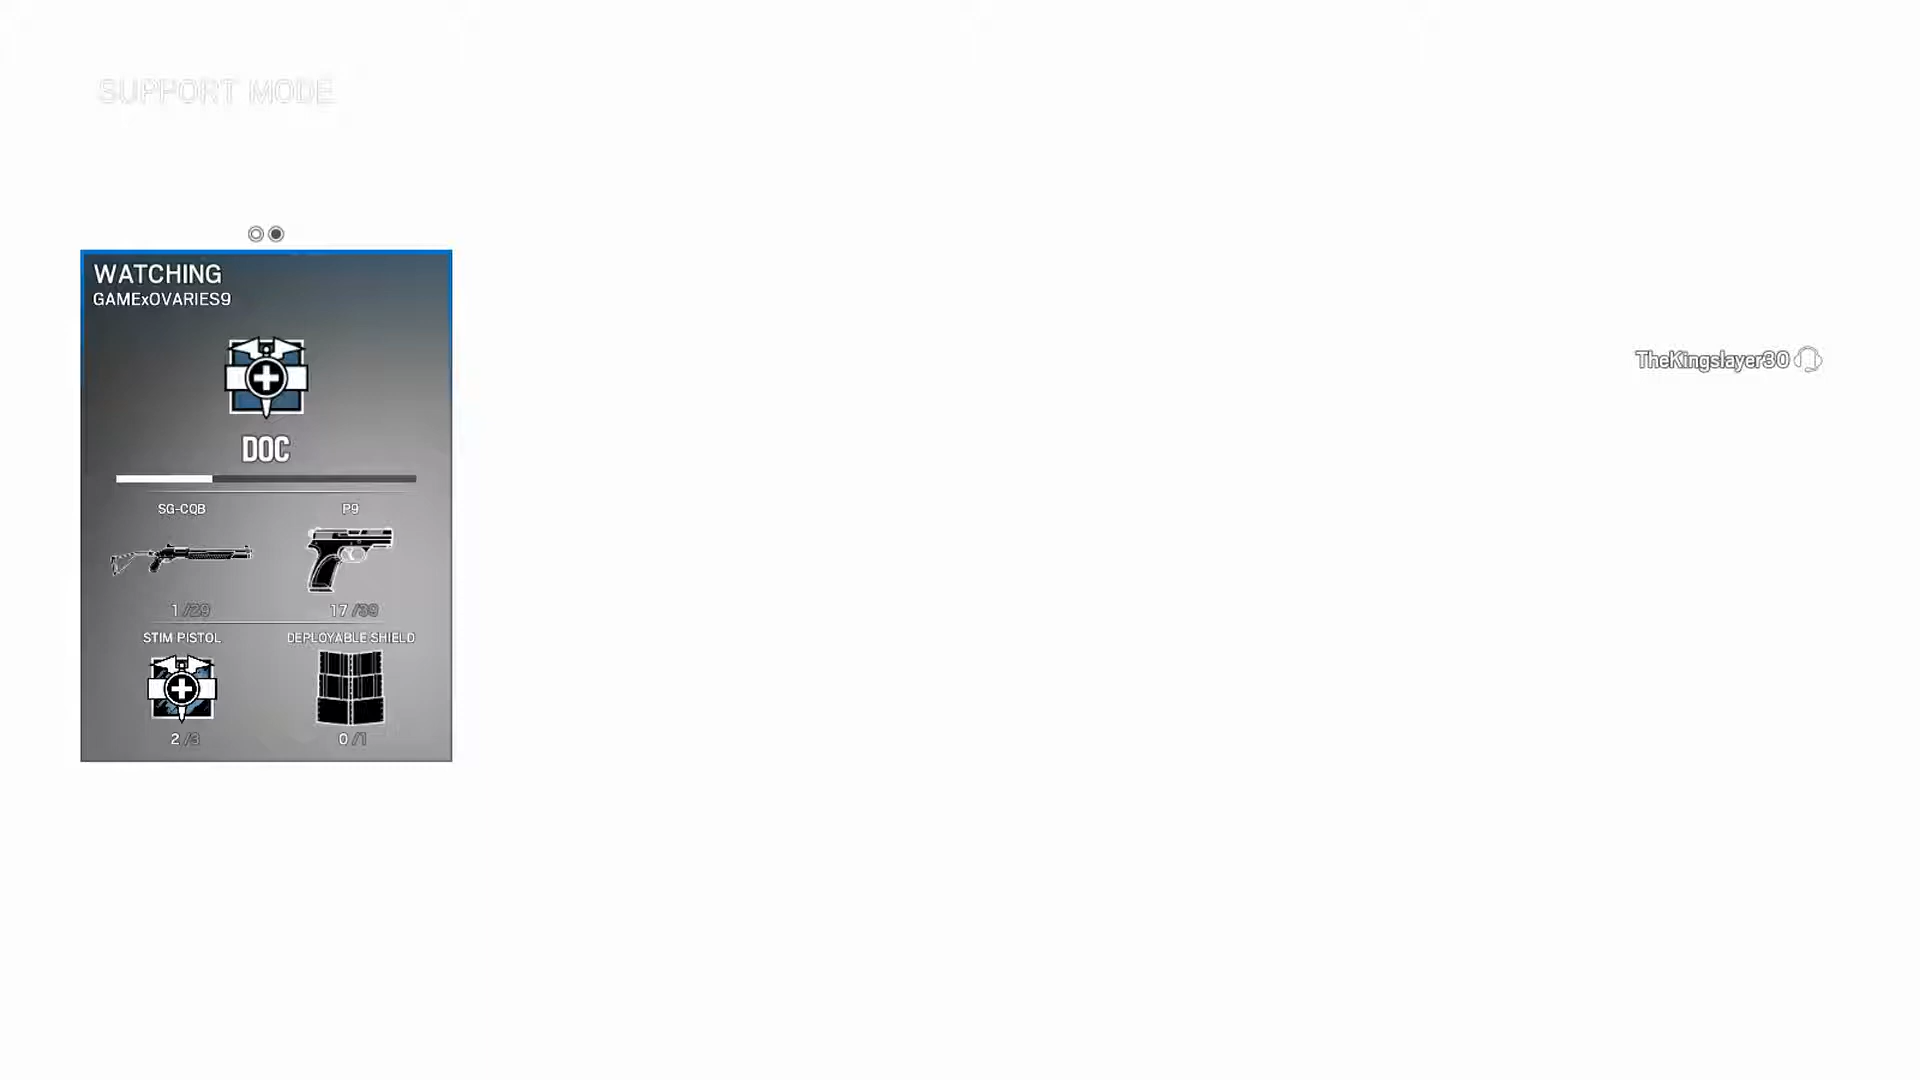 SUPPORT MODE
WATCHING
GAMExOVARIES9
TheKingslayer30
DOC
SG-CQB P9
1 /29 17 /39
STIM PISTOL DEPLOYABLE SHIELD
2 /3 0 /1